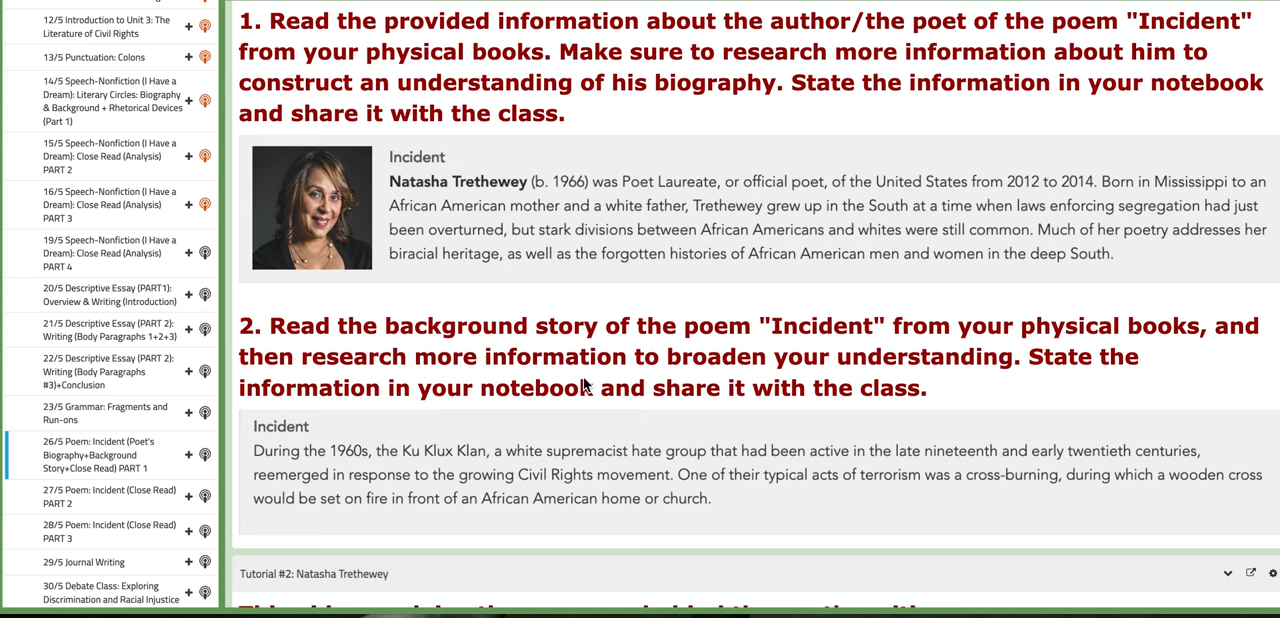 12/5 Introduction to Unit 3: The
Literature of Civil Rights
13/5 Punctuation: Colons
14/5 Speech-Nonfiction (I Have a
Dream): Literary Circles: Biography
& Background + Rhetorical Devices
(Part 1)
15/5 Speech-Nonfiction (I Have a
Dream): Close Read (Analysis)
PART 2
16/5 Speech-Nonfiction (I Have a
Dream): Close Read (Analysis)
PART 3
19/5 Speech-Nonfiction (I Have a
Dream): Close Read (Analysis)
PART 4
20/5 Descriptive Essay (PART1):
Overview & Writing (Introduction)
21/5 Descriptive Essay (PART 2):
Writing (Body Paragraphs 1+2+3)
22/5 Descriptive Essay (PART 2):
Writing (Body Paragraphs
#3)+Conclusion
23/5 Grammar: Fragments and
Run-ons
26/5 Poem: Incident (Poet's
Biography+Background
Story+Close Read) PART 1
27/5 Poem: Incident (Close Read)
PART 2
28/5 Poem: Incident (Close Read)
PART 3
29/5 Journal Writing
30/5 Debate Class: Exploring
Discrimination and Racial Injustice
1. Read the provided information about the author/the poet of the poem "Incident"
from your physical books. Make sure to research more information about him to
construct an understanding of his biography. State the information in your notebook
and share it with the class.
Incident
Natasha Trethewey (b. 1966) was Poet Laureate, or official poet, of the United States from 2012 to 2014. Born in Mississippi to an
African American mother and a white father, Trethewey grew up in the South at a time when laws enforcing segregation had just
been overturned, but stark divisions between African Americans and whites were still common. Much of her poetry addresses her
biracial heritage, as well as the forgotten histories of African American men and women in the deep South.
2. Read the background story of the poem "Incident" from your physical books, and
then research more information to broaden your understanding. State the
information in your notebook and share it with the class.
Incident
During the 1960s, the Ku Klux Klan, a white supremacist hate group that had been active in the late nineteenth and early twentieth centuries,
reemerged in response to the growing Civil Rights movement. One of their typical acts of terrorism was a cross-burning, during which a wooden cross
would be set on fire in front of an African American home or church.
Tutorial #2: Natasha Trethewey